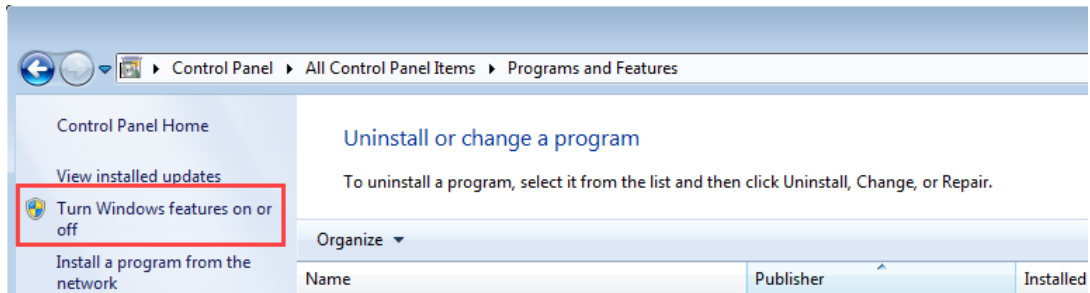 Control Panel ▸ All Control Panel Items ▸ Programs and Features
Control Panel Home
View installed updates
Turn Windows features on or
off
Install a program from the
network
Uninstall or change a program
To uninstall a program, select it from the list and then click Uninstall, Change, or Repair.
Organize
Name Publisher Installed